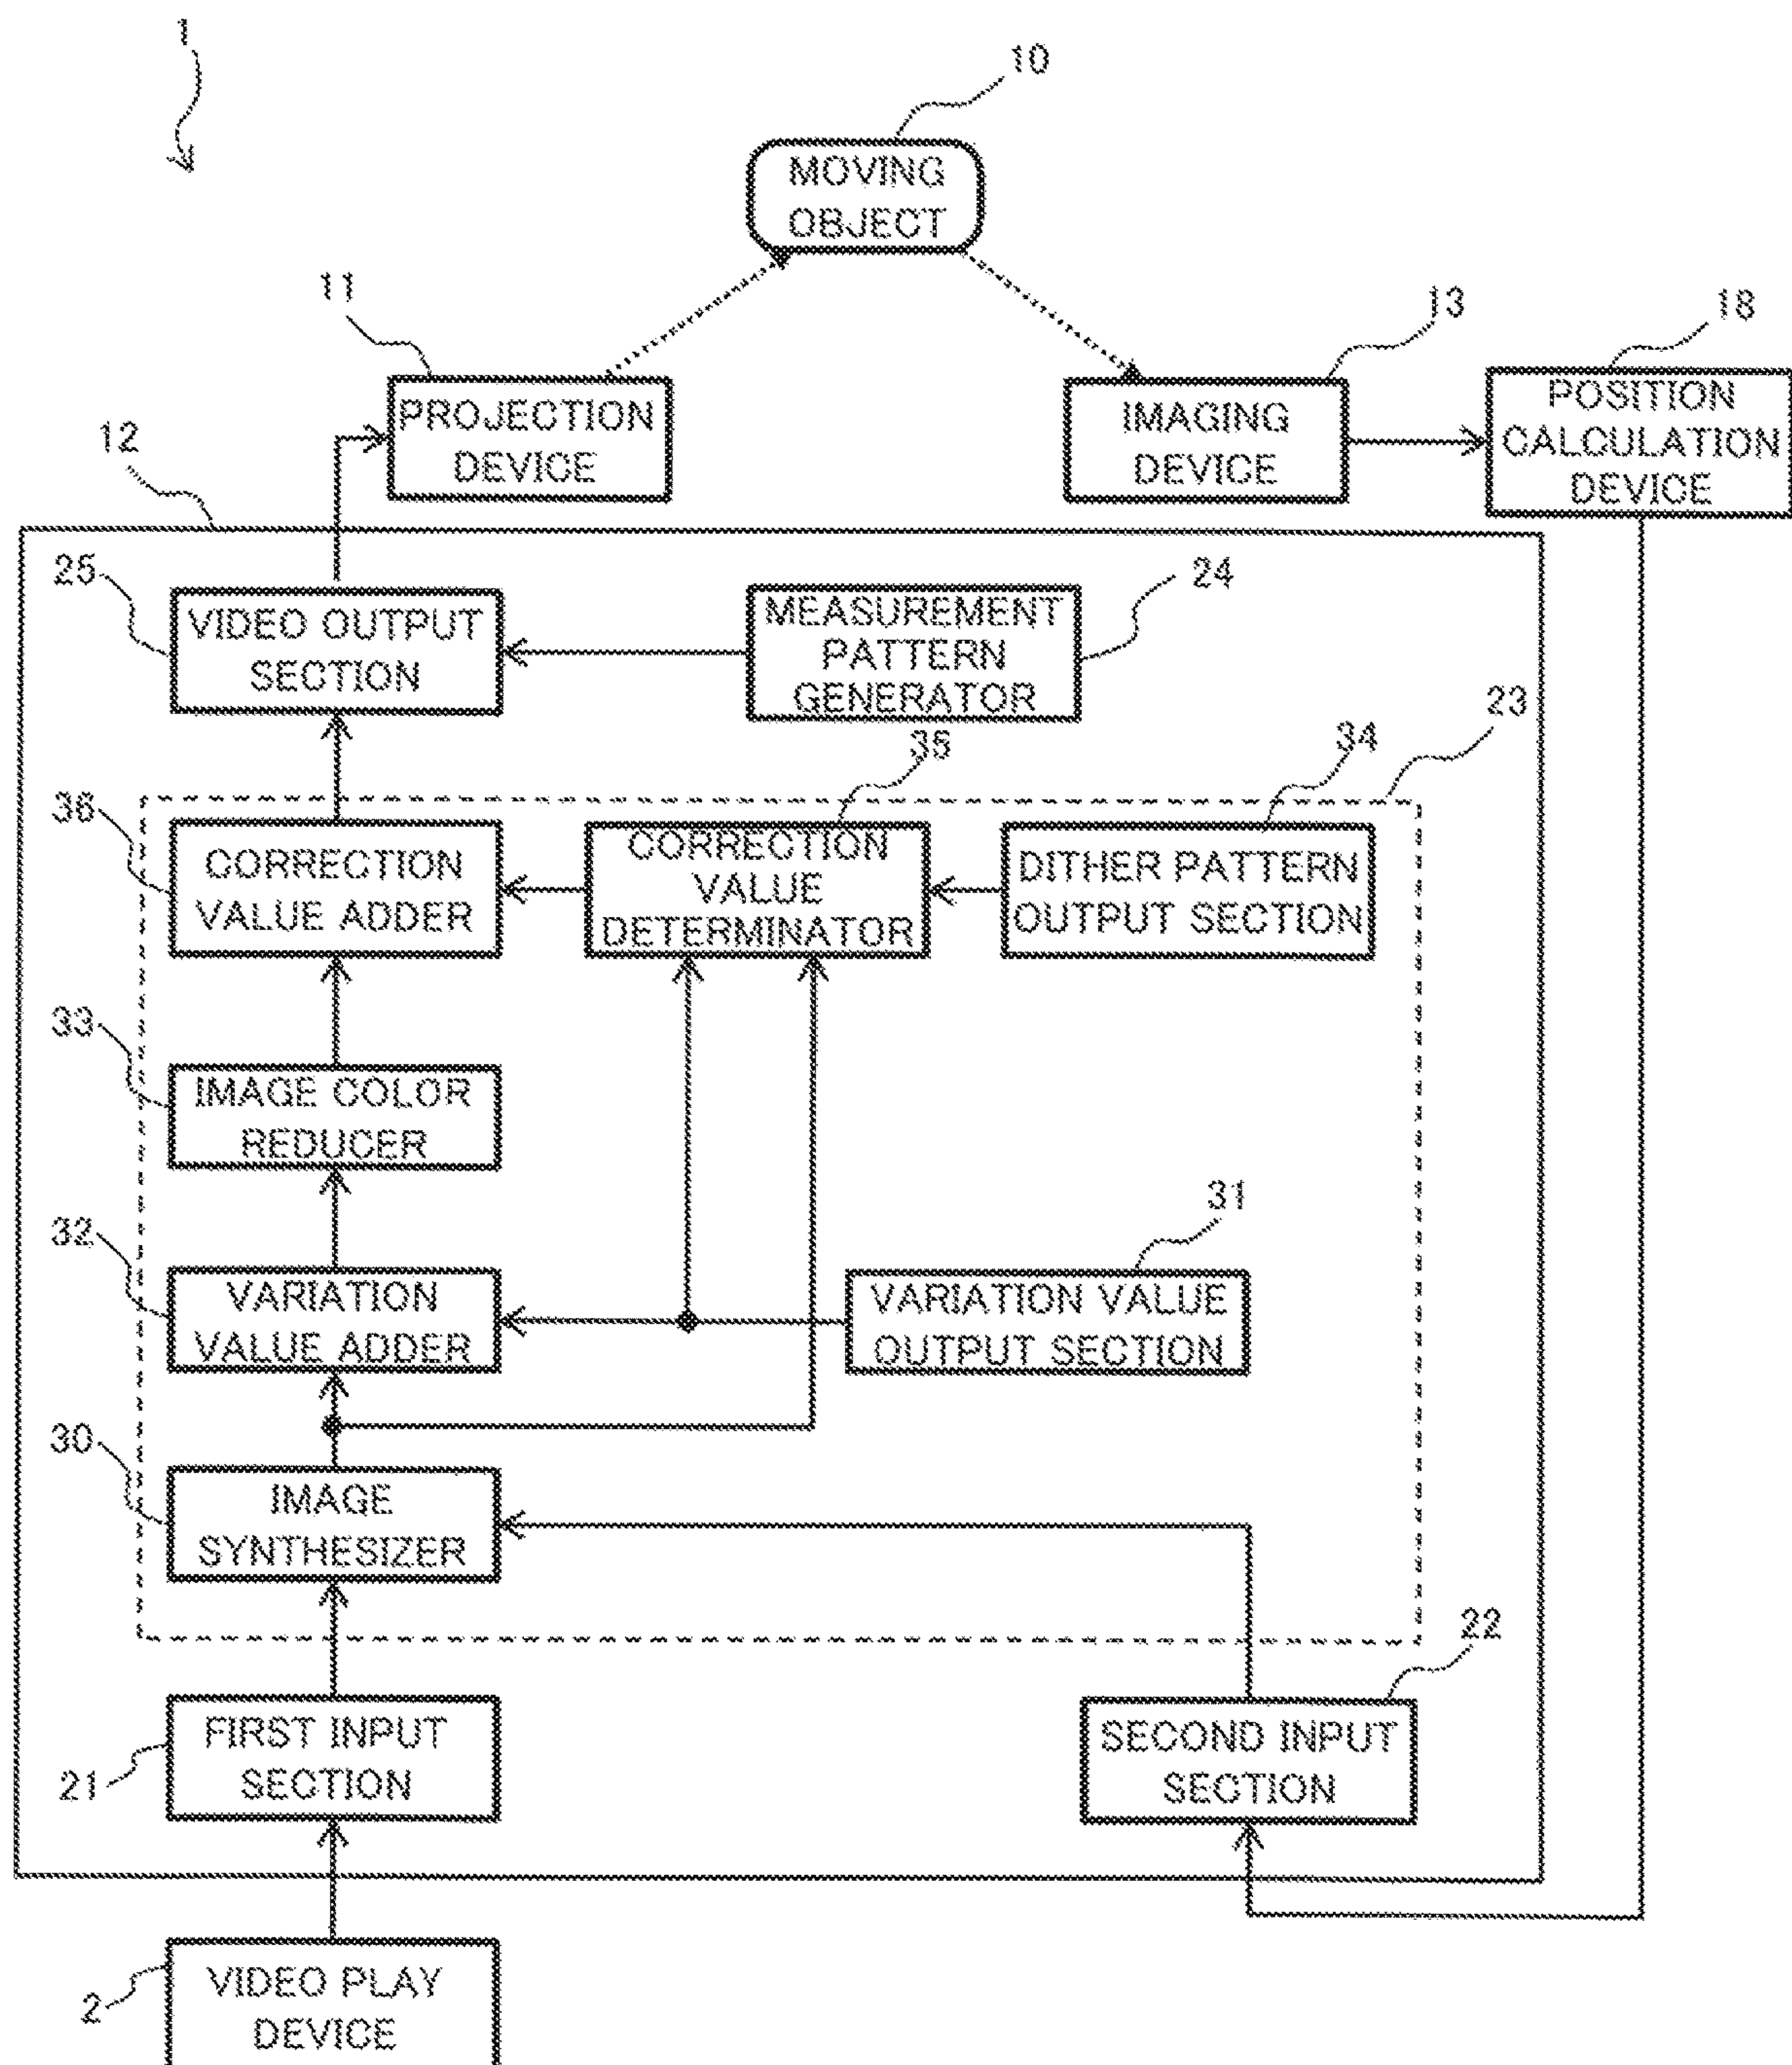 1
10
MOVING
OBJECT
11
13
18
PROJECTION
DEVICE
IMAGING
DEVICE
POSITION
CALCULATION
DEVICE
12
25
VIDEO OUTPUT
SECTION
MEASUREMENT
PATTERN
GENERATOR
24
23
35
34
36
CORRECTION
VALUE ADDER
CORRECTION
VALUE
DETERMINATOR
DITHER PATTERN
OUTPUT SECTION
33
IMAGE COLOR
REDUCER
31
32
VARIATION
VALUE ADDER
VARIATION VALUE
OUTPUT SECTION
30
IMAGE
SYNTHESIZER
22
FIRST INPUT
SECTION
21
SECOND INPUT
SECTION
2
VIDEO PLAY
DEVICE